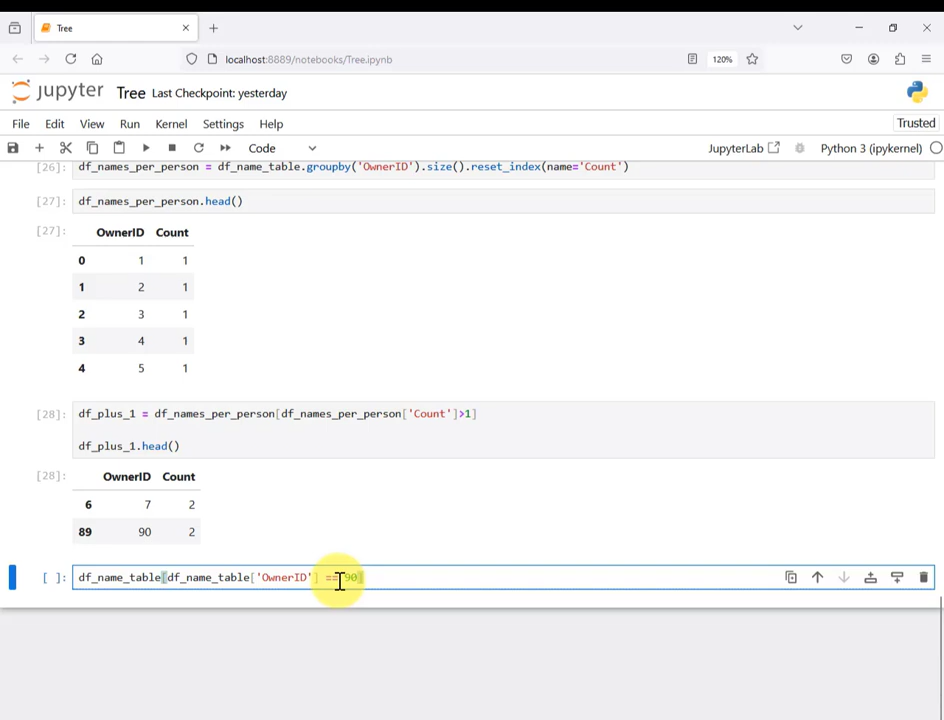 Tree
localhost:8889/notebooks/Tree.ipynb
120%
jupyter Tree Last Checkpoint: yesterday
File Edit View Run Kernel Settings Help
Trusted
Code
JupyterLab
Python 3 (ipykernel)
[26]: df_names_per_person = df_name_table.groupby('OwnerID').size().reset_index(name='Count')
[27]: df_names_per_person.head()
[27]: OwnerID Count
0 1 1
1 2 1
2 3 1
3 4 1
4 5 1
[28]: df_plus_1 = df_names_per_person[df_names_per_person['Count']>1]
df_plus_1.head()
[28]: OwnerID Count
6 7 2
89 90 2
[ ]: df_name_table[df_name_table['OwnerID'] == 90]